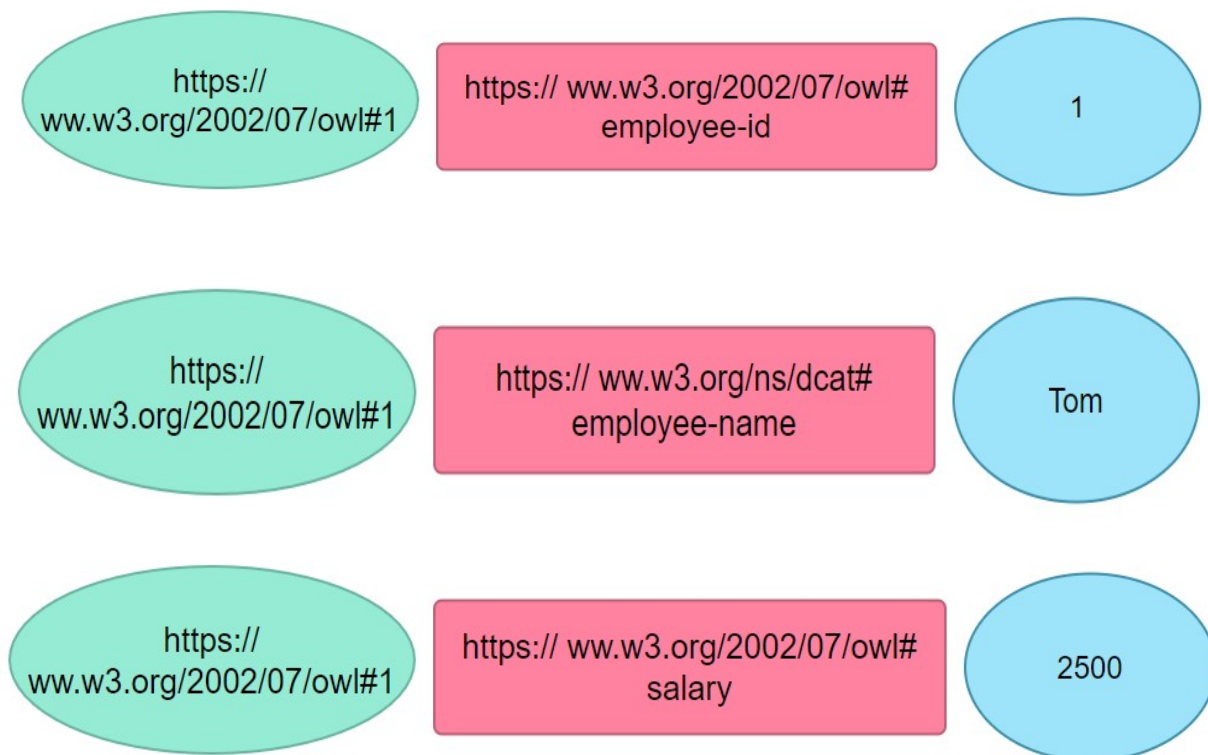 https://
ww.w3.org/2002/07/owl#1
https:// ww.w3.org/2002/07/owl#
employee-id
1
https://
ww.w3.org/2002/07/owl#1
https:// ww.w3.org/ns/dcat#
employee-name
Tom
https://
ww.w3.org/2002/07/owl#1
https:// ww.w3.org/2002/07/owl#
salary
2500